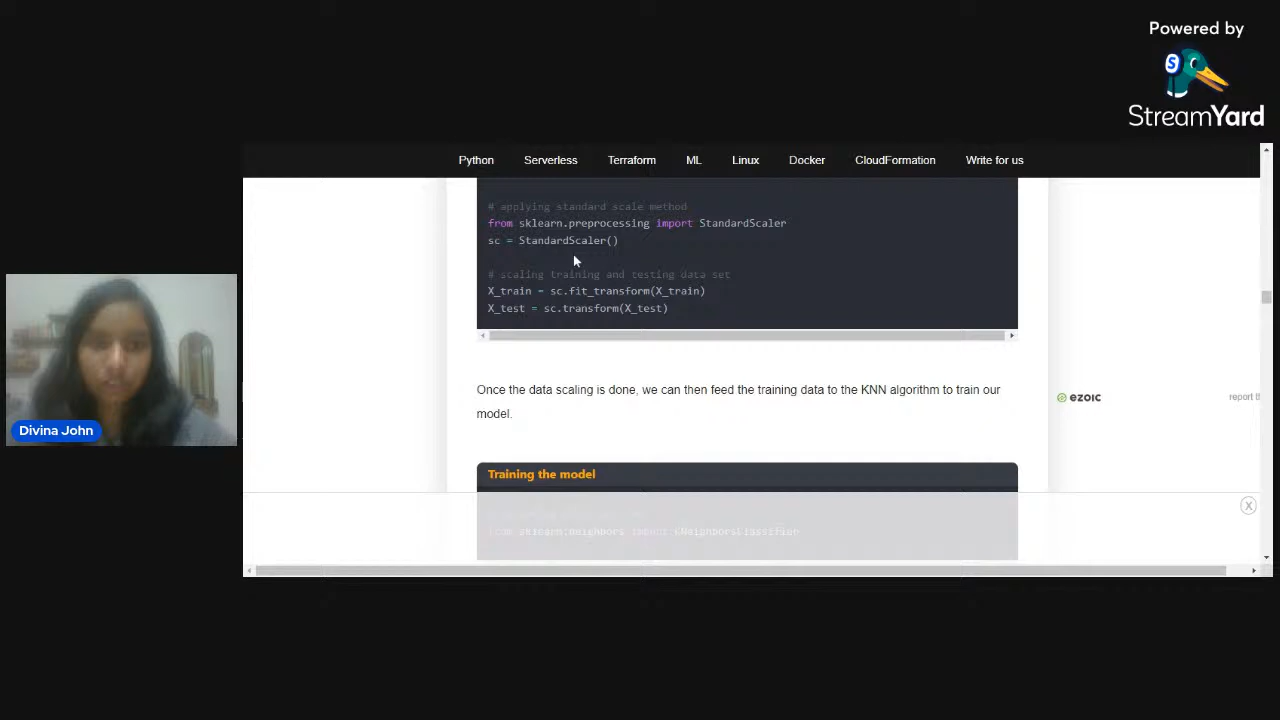 Powered by
StreamYard
Python Serverless Terraform ML Linux Docker CloudFormation Write for us
# applying standard scale method
from sklearn.preprocessing import StandardScaler
sc = StandardScaler()
# scaling training and testing data set
X_train = sc.fit_transform(X_train)
X_test = sc.transform(X_test)
Once the data scaling is done, we can then feed the training data to the KNN algorithm to train our
model.
ezoic
report
Training the model
from sklearn.neighbors import KNeighborsClassifier
X
Divina John